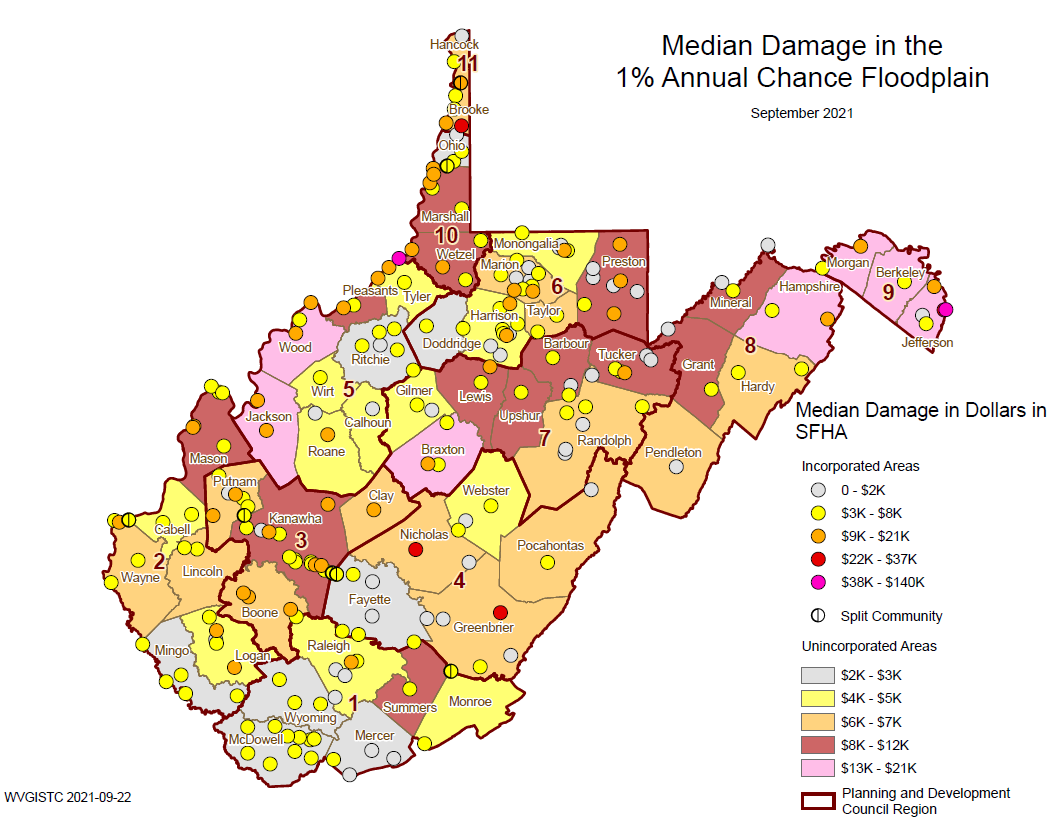 Median Damage in the
1% Annual Chance Floodplain
September 2021
Hancock
11
Brooke
Ohio
Marshall
10
Wetzel
Monongalia
Marion
Preston
6
Pleasants
Tyler
Harrison
Taylor
Morgan
Berkeley
9
Jefferson
Hampshire
Mineral
Wood
Ritchie
Doddridge
Barbour
Tucker
8
Grant
Hardy
Wirt
5
Gilmer
Lewis
Upshur
Jackson
Calhoun
Roane
Braxton
7
Randolph
Pendleton
Mason
Putnam
Clay
Webster
Cabell
Kanawha
3
Nicholas
Pocahontas
2
Wayne
Lincoln
4
Fayette
Boone
Greenbrier
Mingo
Logan
Raleigh
1
Summers
Monroe
Wyoming
McDowell
Mercer
Median Damage in Dollars in
SFHA
Incorporated Areas
0 - $2K
$3K - $8K
$9K - $21K
$22K - $37K
$38K - $140K
Split Community
Unincorporated Areas
$2K - $3K
$4K - $5K
$6K - $7K
$8K - $12K
$13K - $21K
Planning and Development
Council Region
WVGISTC 2021-09-22